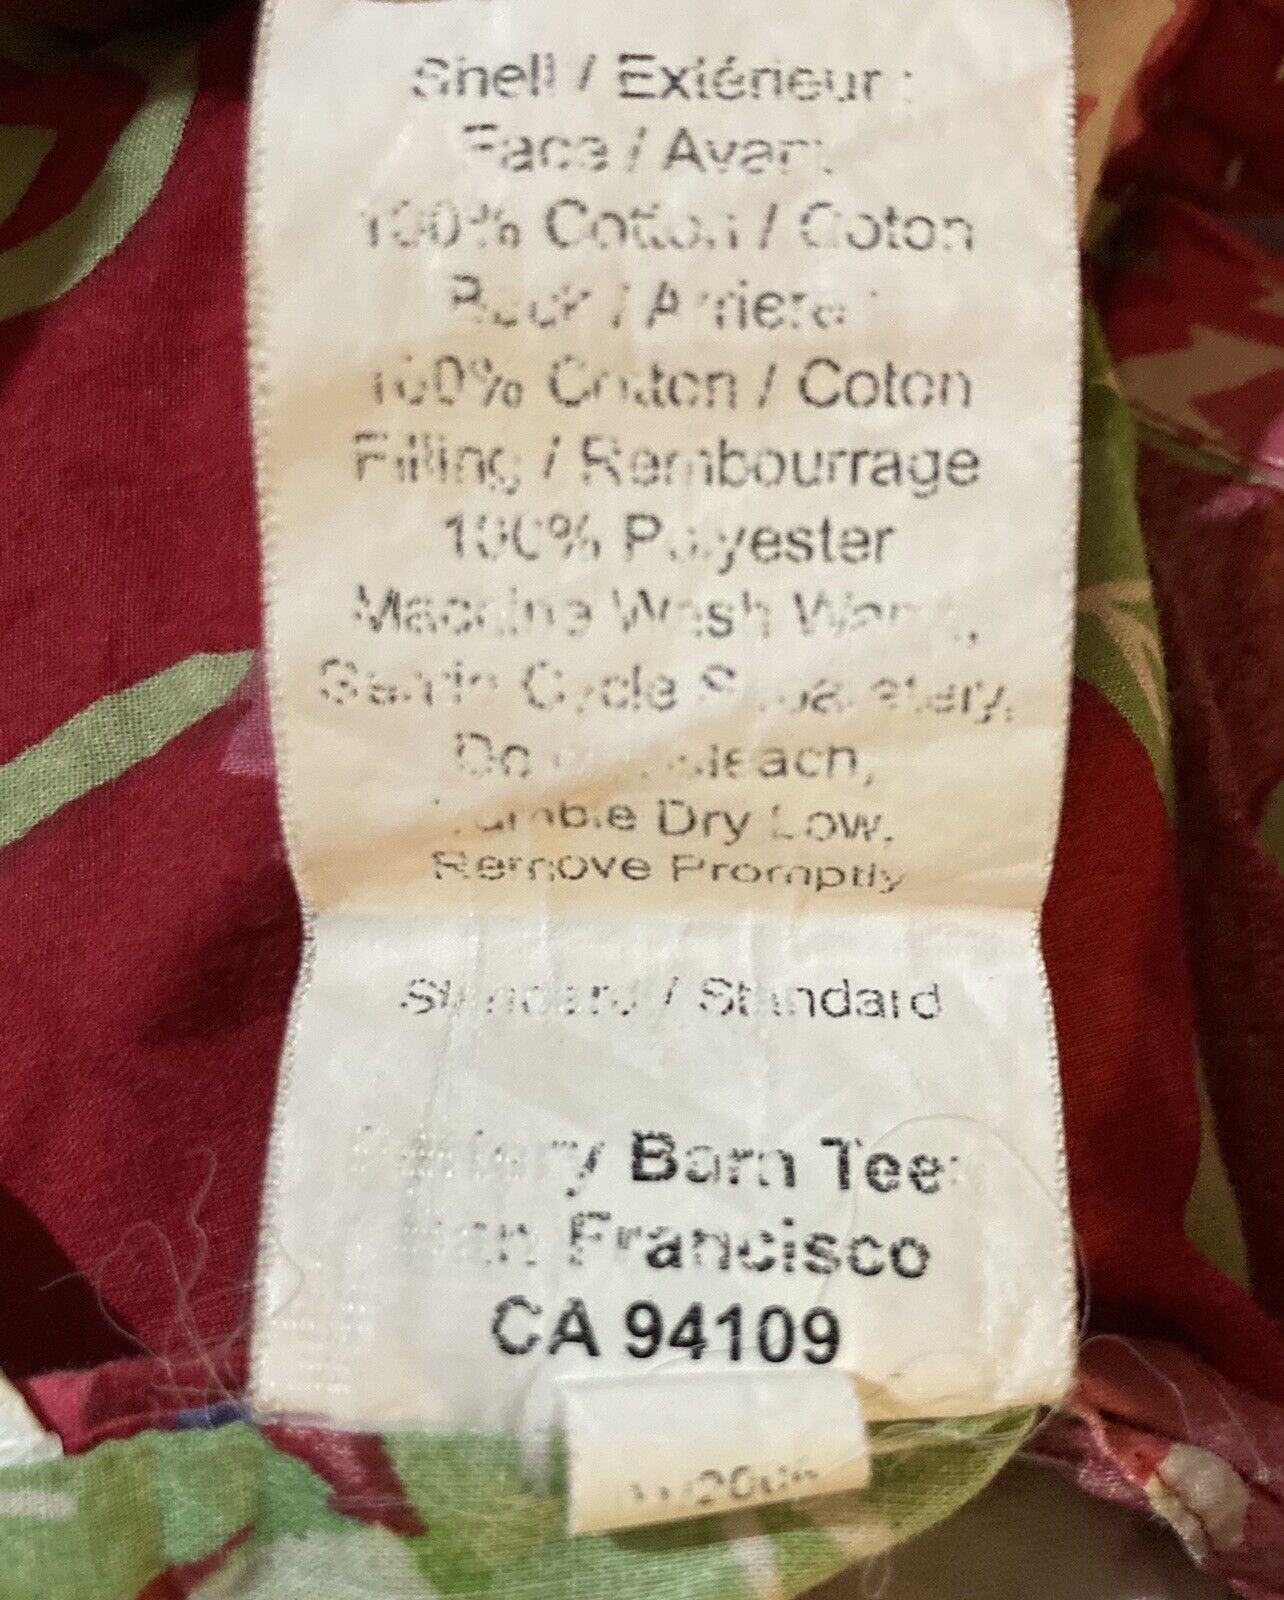 Shell / Extérieur :
Face / Avant
100% Cotton / Coton
Back / Arriere :
100% Cotton / Coton
Filling / Rembourrage
100% Polyester
Machine Wash Warm,
Gentle Cycle Separately,
Do not Bleach,
Tumble Dry Low,
Remove Promptly
Standard / Standard
Pottery Barn Teen
San Francisco
CA 94109